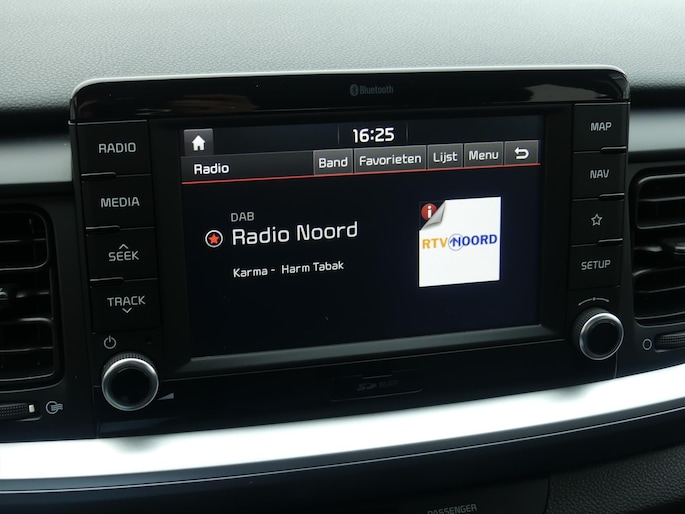 Bluetooth
RADIO
MEDIA
SEEK
TRACK
16:25
Radio
Band
Favorieten
Lijst
Menu
DAB
Radio Noord
Karma - Harm Tabak
RTV NOORD
MAP
NAV
SETUP
PASSENGER